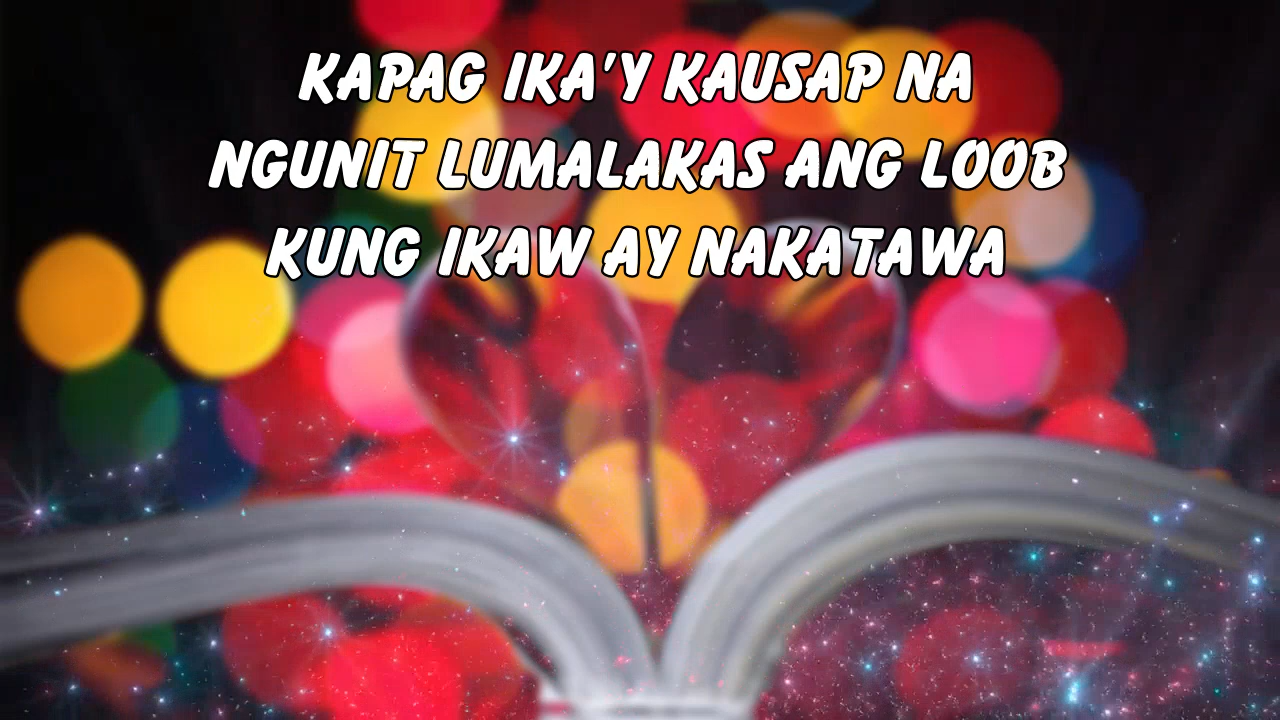 KAPAG IKA'Y KAUSAP NA
NGUNIT LUMALAKAS ANG LOOB
KUNG IKAW AY NAKATAWA